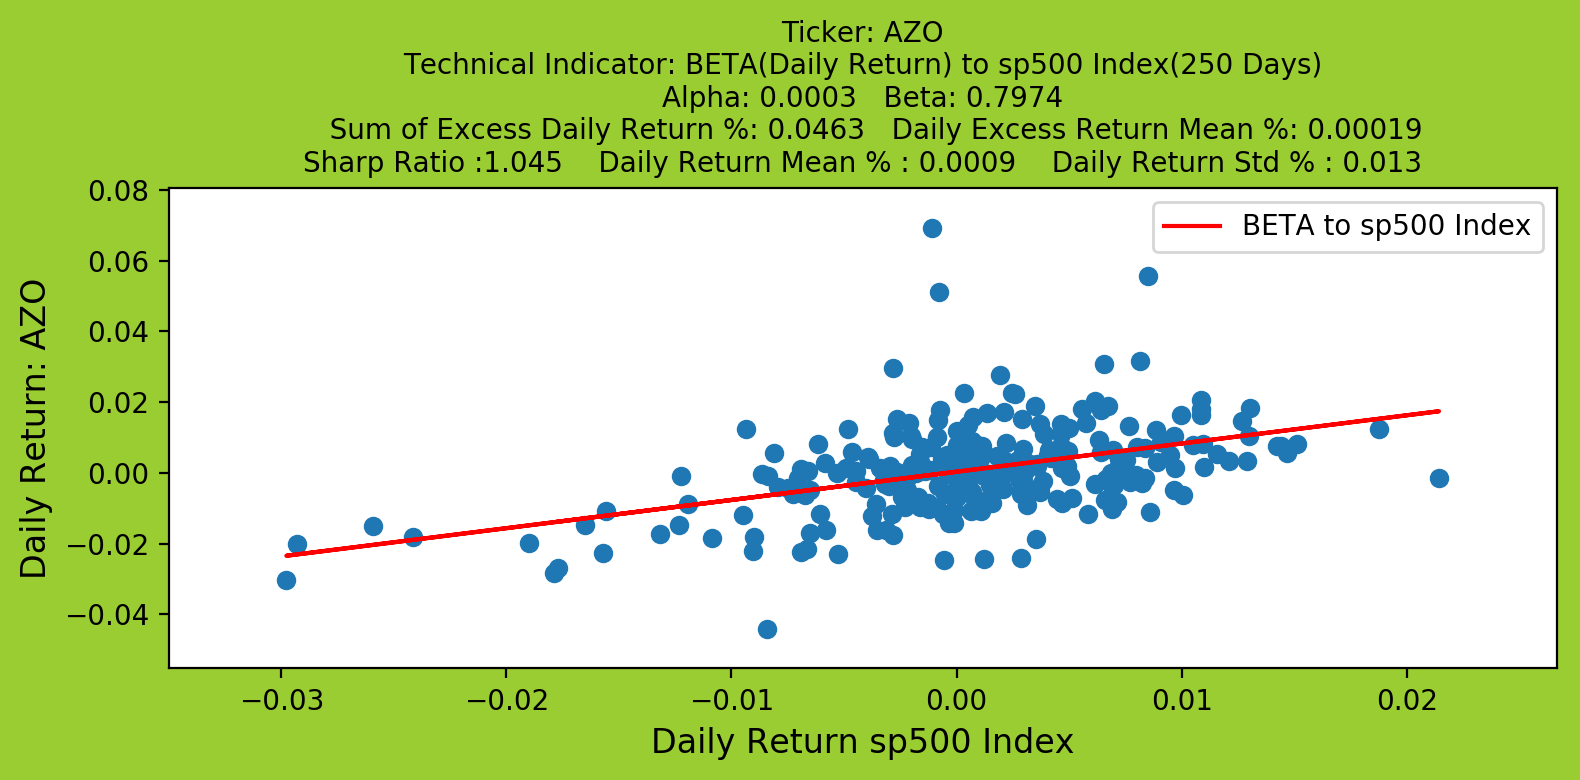 Ticker: AZO
Technical Indicator: BETA(Daily Return) to sp500 Index(250 Days)
Alpha: 0.0003   Beta: 0.7974
Sum of Excess Daily Return %: 0.0463   Daily Excess Return Mean %: 0.00019
Sharp Ratio :1.045    Daily Return Mean % : 0.0009    Daily Return Std % : 0.013
BETA to sp500 Index
Daily Return: AZO
0.08
0.06
0.04
0.02
0.00
−0.02
−0.04
−0.03
−0.02
−0.01
0.00
0.01
0.02
Daily Return sp500 Index